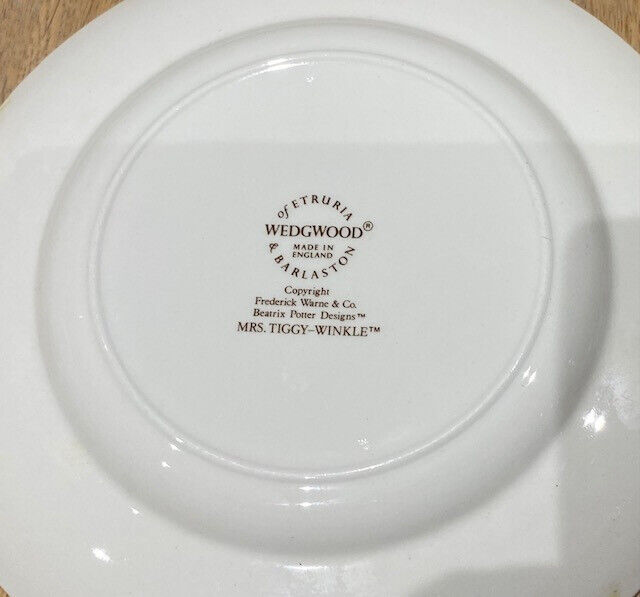 of ETRURIA
WEDGWOOD®
MADE IN
ENGLAND
& BARLASTON
Copyright
Frederick Warne & Co.
Beatrix Potter Designs™
MRS. TIGGY–WINKLE™